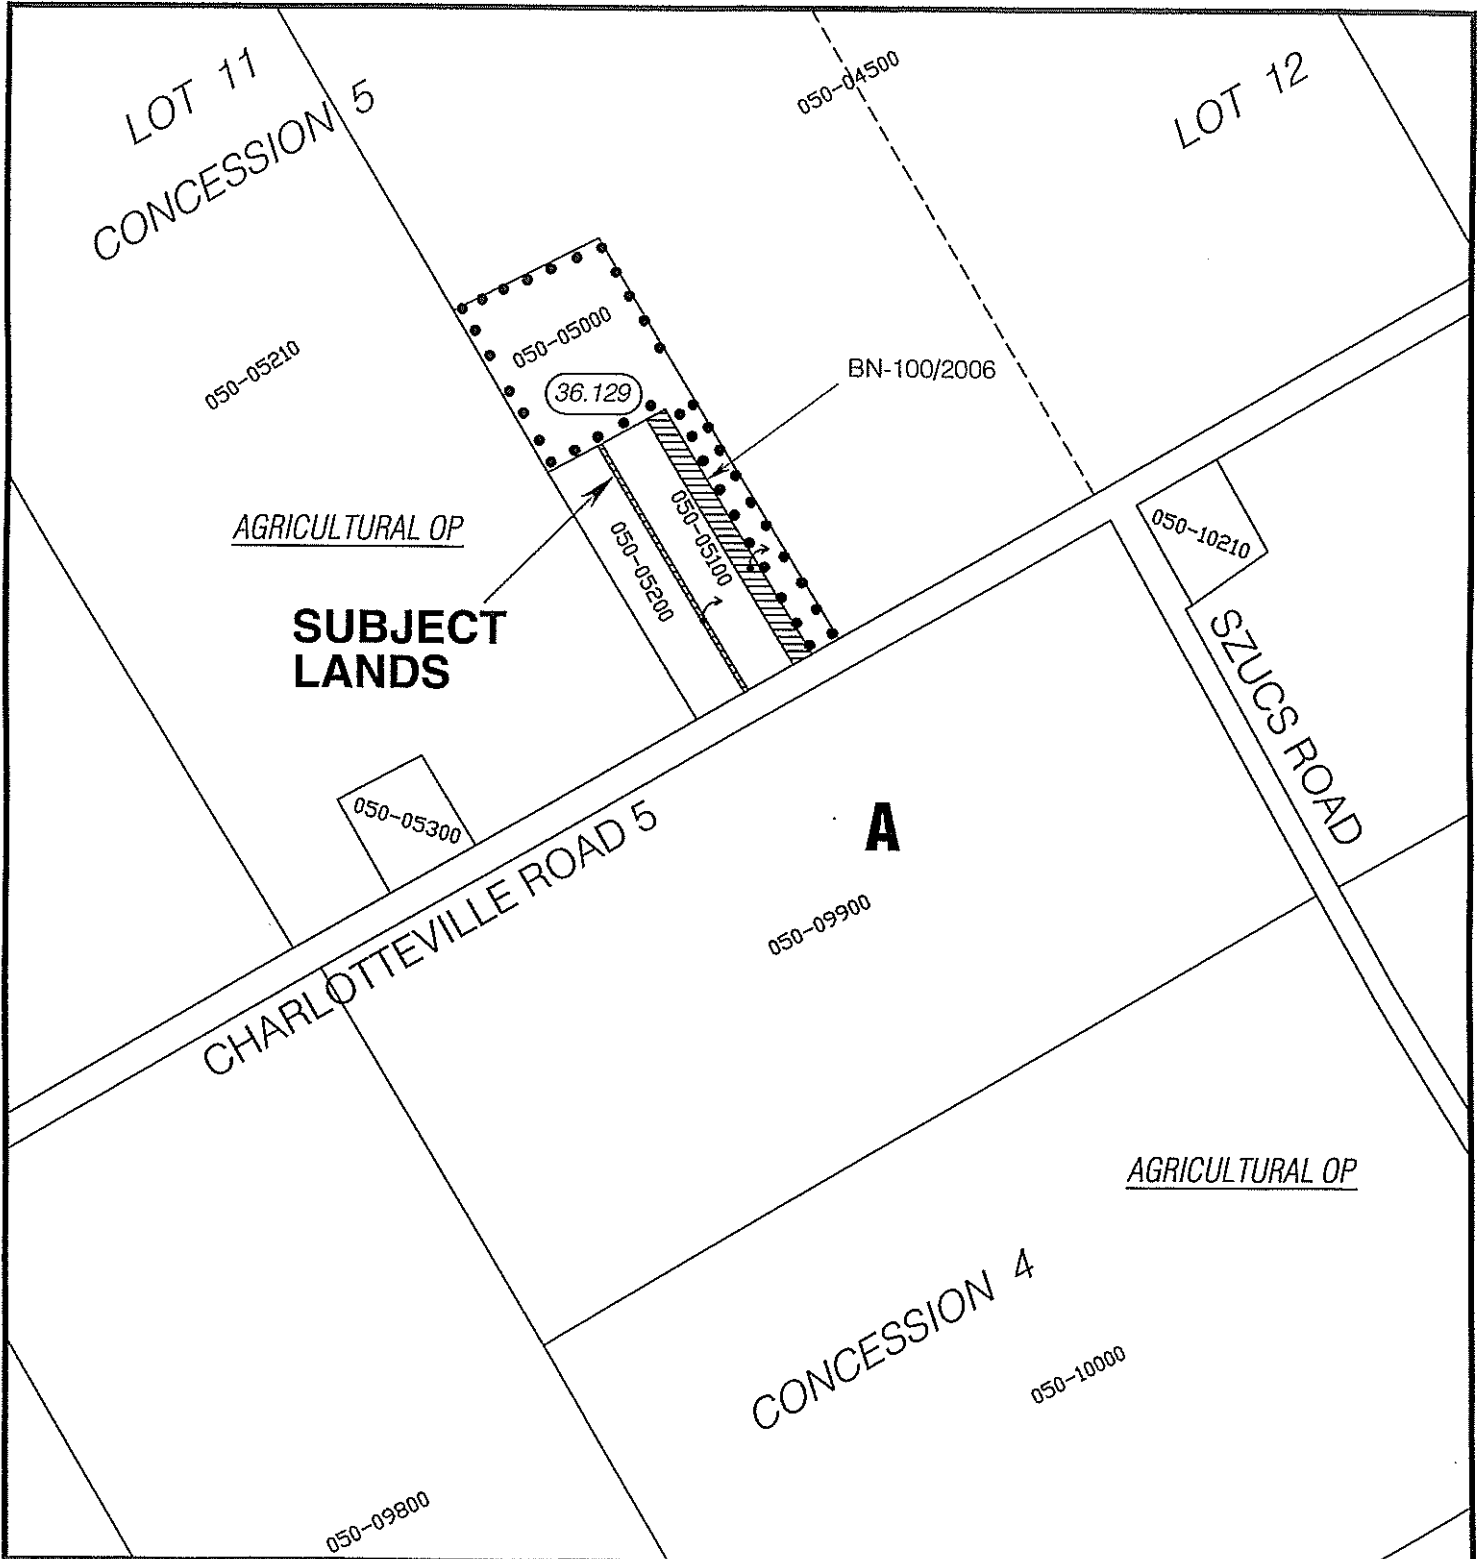 LOT 11
CONCESSION 5
050-04500
LOT 12
050-05210
050-05000
36.129
BN-100/2006
AGRICULTURAL OP
050-05100
050-05200
050-10210
SUBJECT
LANDS
SZUCS ROAD
050-05300
CHARLOTTEVILLE ROAD 5
A
050-09900
AGRICULTURAL OP
CONCESSION 4
050-10000
050-09800